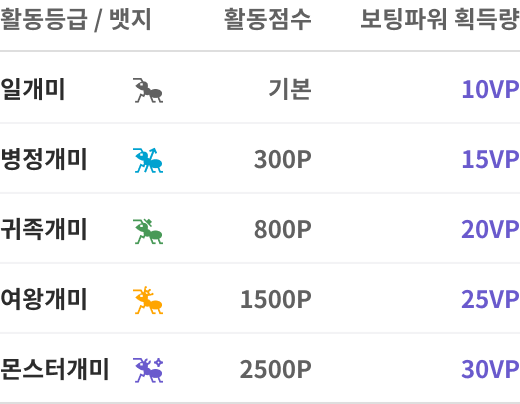 활동등급 / 뱃지 활동점수 보팅파워 획득량
일개미 기본 10VP
병정개미 300P 15VP
귀족개미 800P 20VP
여왕개미 1500P 25VP
몬스터개미 2500P 30VP